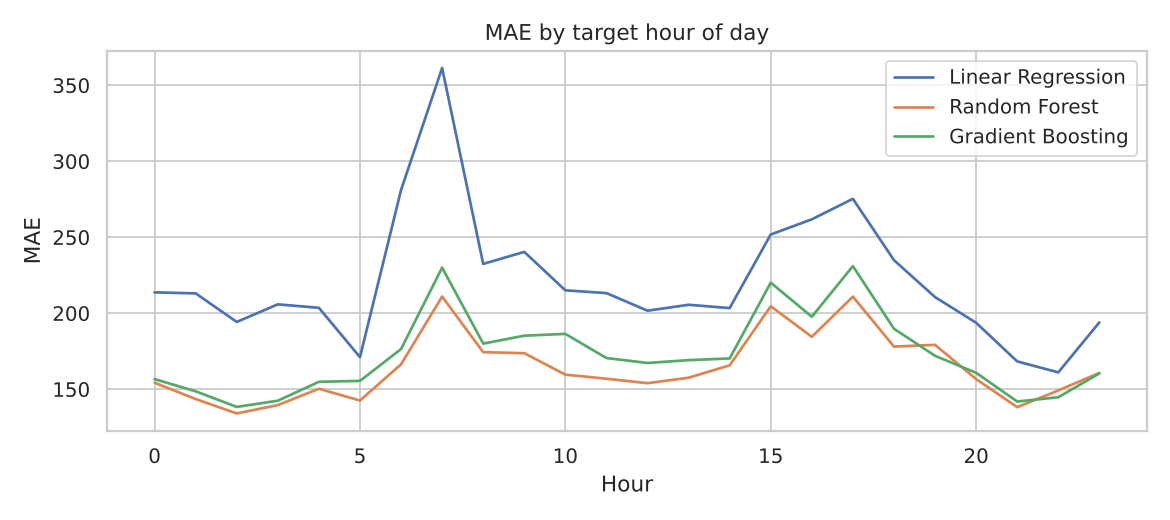 MAE by target hour of day
350
300
250
200
150
MAE
0 5 10 15 20
Hour
Linear Regression
Random Forest
Gradient Boosting